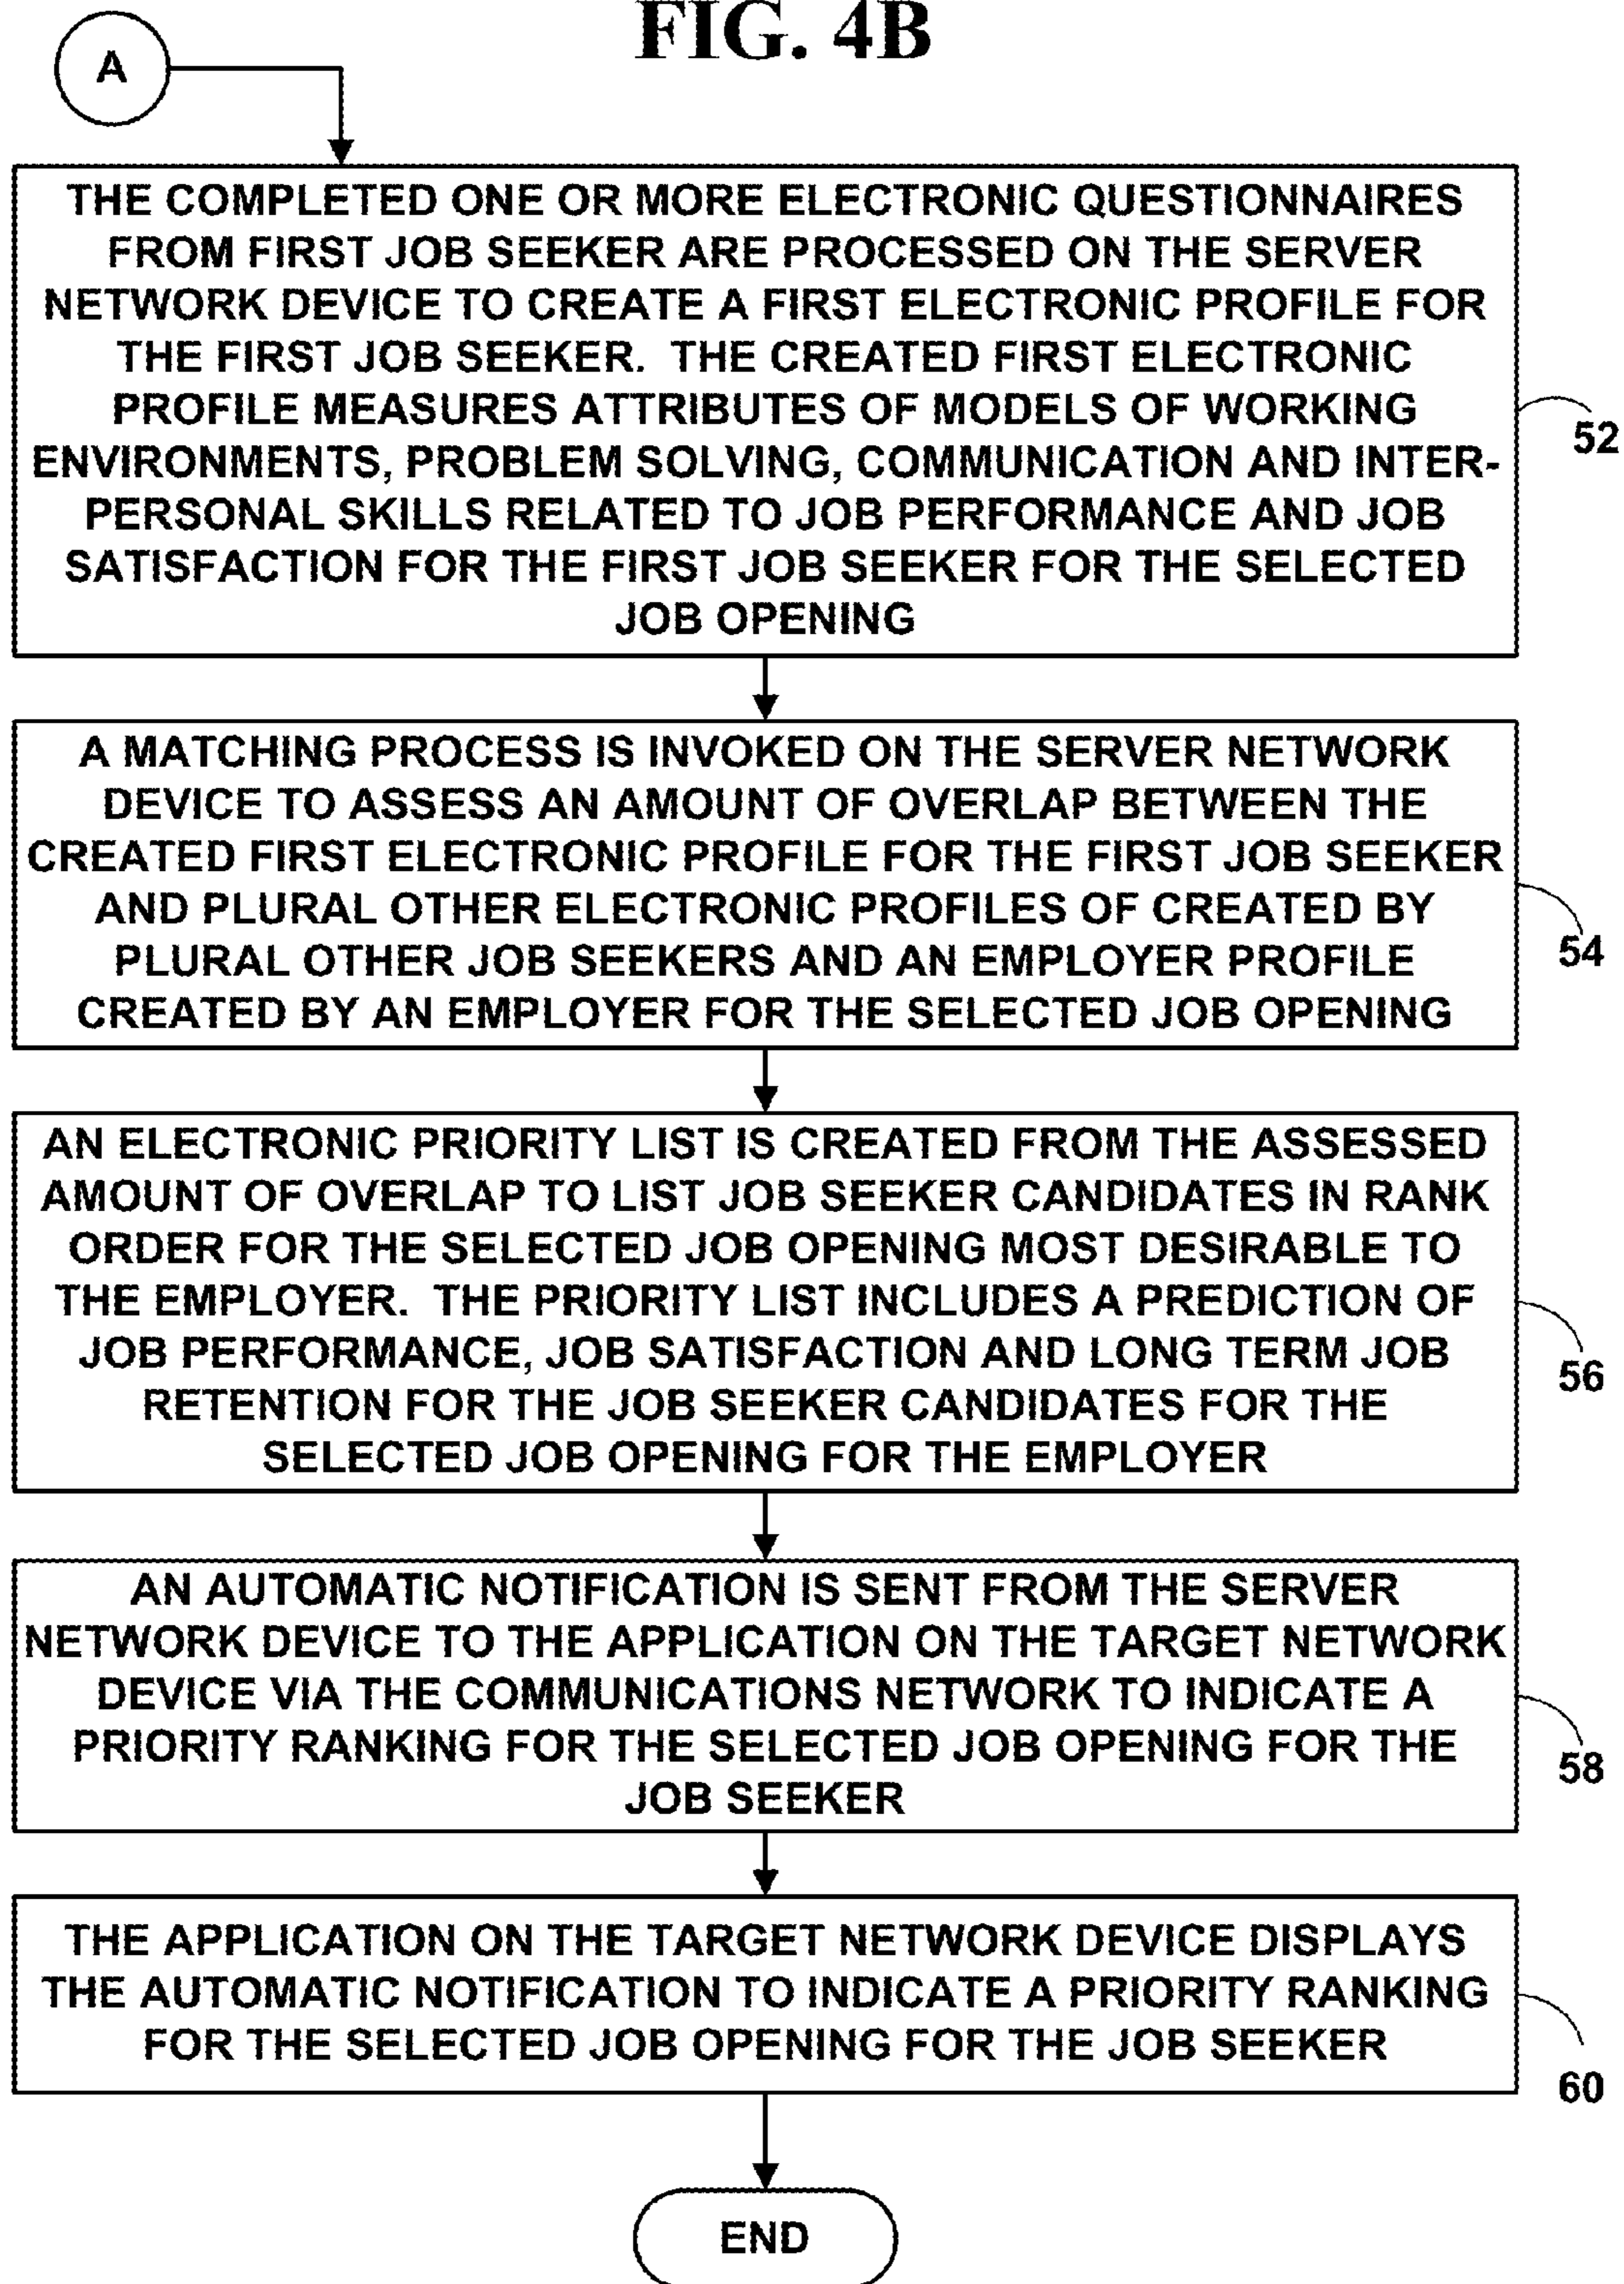 FIG. 4B
A
THE COMPLETED ONE OR MORE ELECTRONIC QUESTIONNAIRES
FROM FIRST JOB SEEKER ARE PROCESSED ON THE SERVER
NETWORK DEVICE TO CREATE A FIRST ELECTRONIC PROFILE FOR
THE FIRST JOB SEEKER. THE CREATED FIRST ELECTRONIC
PROFILE MEASURES ATTRIBUTES OF MODELS OF WORKING
ENVIRONMENTS, PROBLEM SOLVING, COMMUNICATION AND INTER-
PERSONAL SKILLS RELATED TO JOB PERFORMANCE AND JOB
SATISFACTION FOR THE FIRST JOB SEEKER FOR THE SELECTED
JOB OPENING
52
A MATCHING PROCESS IS INVOKED ON THE SERVER NETWORK
DEVICE TO ASSESS AN AMOUNT OF OVERLAP BETWEEN THE
CREATED FIRST ELECTRONIC PROFILE FOR THE FIRST JOB SEEKER
AND PLURAL OTHER ELECTRONIC PROFILES OF CREATED BY
PLURAL OTHER JOB SEEKERS AND AN EMPLOYER PROFILE
CREATED BY AN EMPLOYER FOR THE SELECTED JOB OPENING
54
AN ELECTRONIC PRIORITY LIST IS CREATED FROM THE ASSESSED
AMOUNT OF OVERLAP TO LIST JOB SEEKER CANDIDATES IN RANK
ORDER FOR THE SELECTED JOB OPENING MOST DESIRABLE TO
THE EMPLOYER. THE PRIORITY LIST INCLUDES A PREDICTION OF
JOB PERFORMANCE, JOB SATISFACTION AND LONG TERM JOB
RETENTION FOR THE JOB SEEKER CANDIDATES FOR THE
SELECTED JOB OPENING FOR THE EMPLOYER
56
AN AUTOMATIC NOTIFICATION IS SENT FROM THE SERVER
NETWORK DEVICE TO THE APPLICATION ON THE TARGET NETWORK
DEVICE VIA THE COMMUNICATIONS NETWORK TO INDICATE A
PRIORITY RANKING FOR THE SELECTED JOB OPENING FOR THE
JOB SEEKER
58
THE APPLICATION ON THE TARGET NETWORK DEVICE DISPLAYS
THE AUTOMATIC NOTIFICATION TO INDICATE A PRIORITY RANKING
FOR THE SELECTED JOB OPENING FOR THE JOB SEEKER
60
END